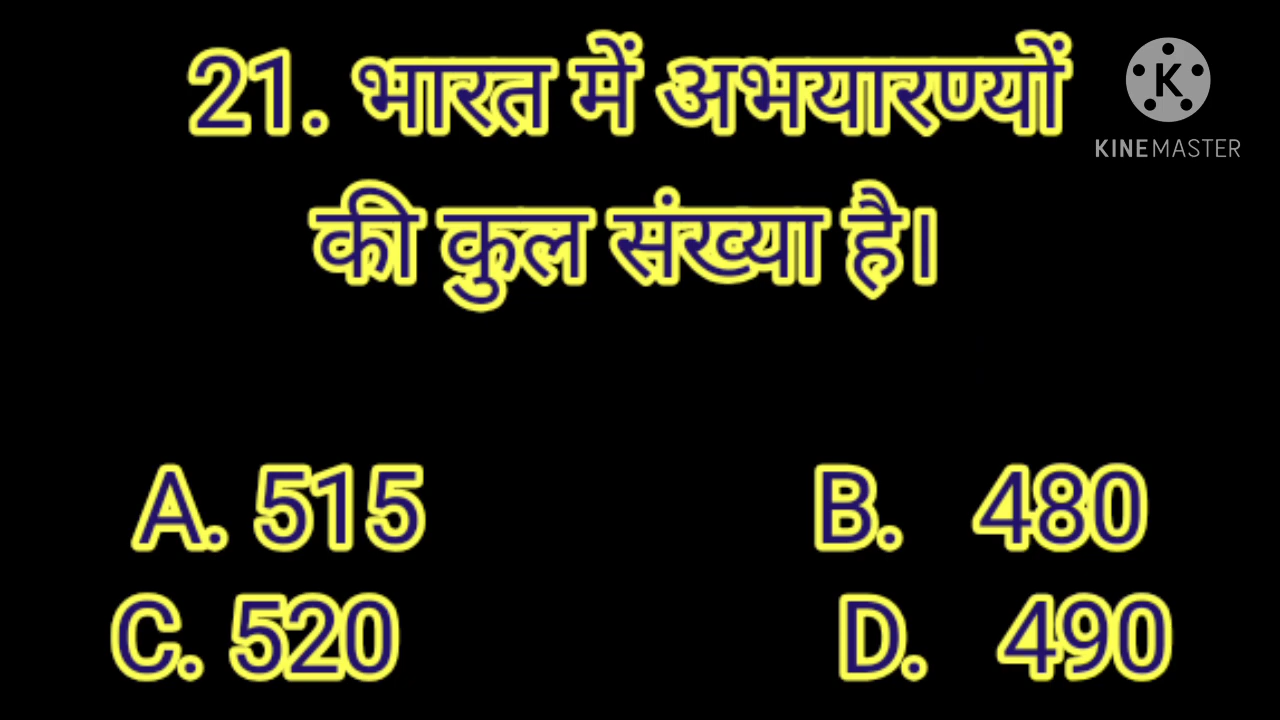 21. भारत में अभयारण्यों
KINEMASTER
की कुल संख्या है।
A. 515 B. 480
C. 520 D. 490